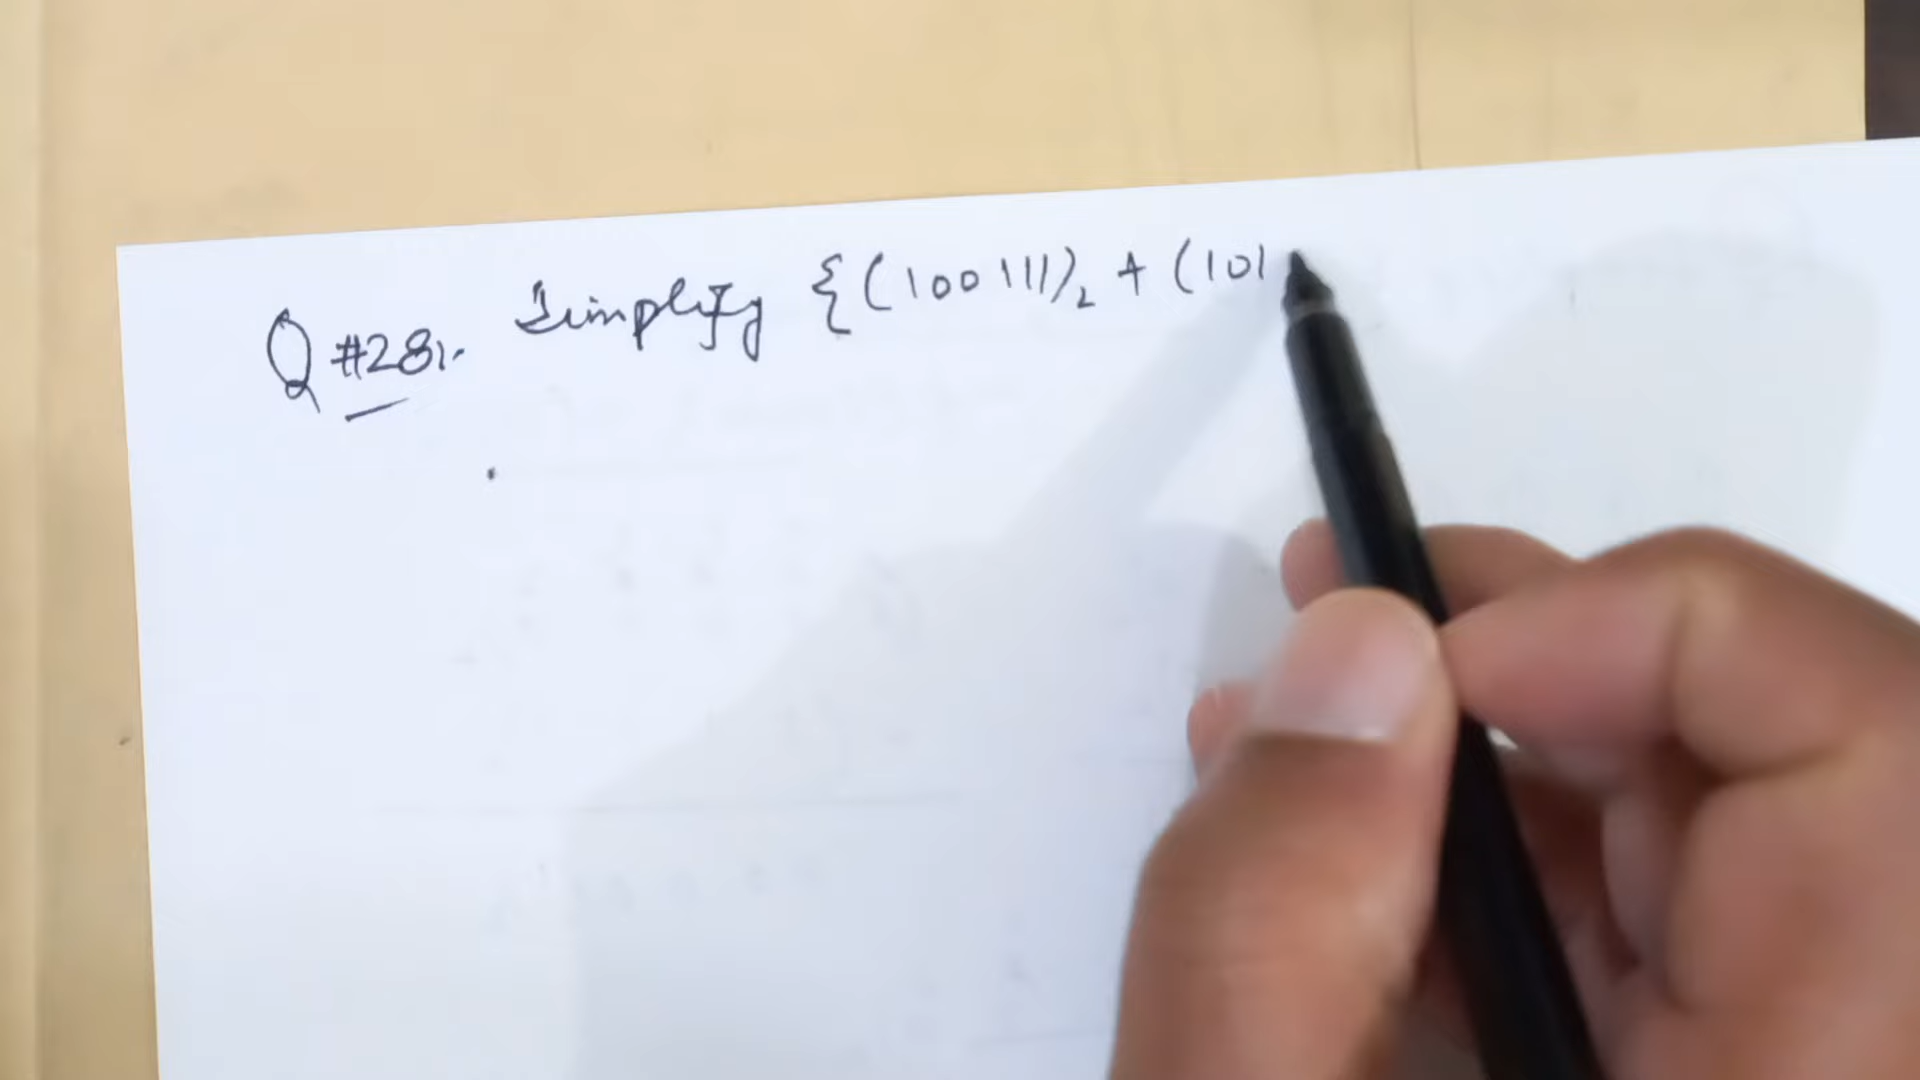 Q #28:- Simplify {(100111)₂ + (101